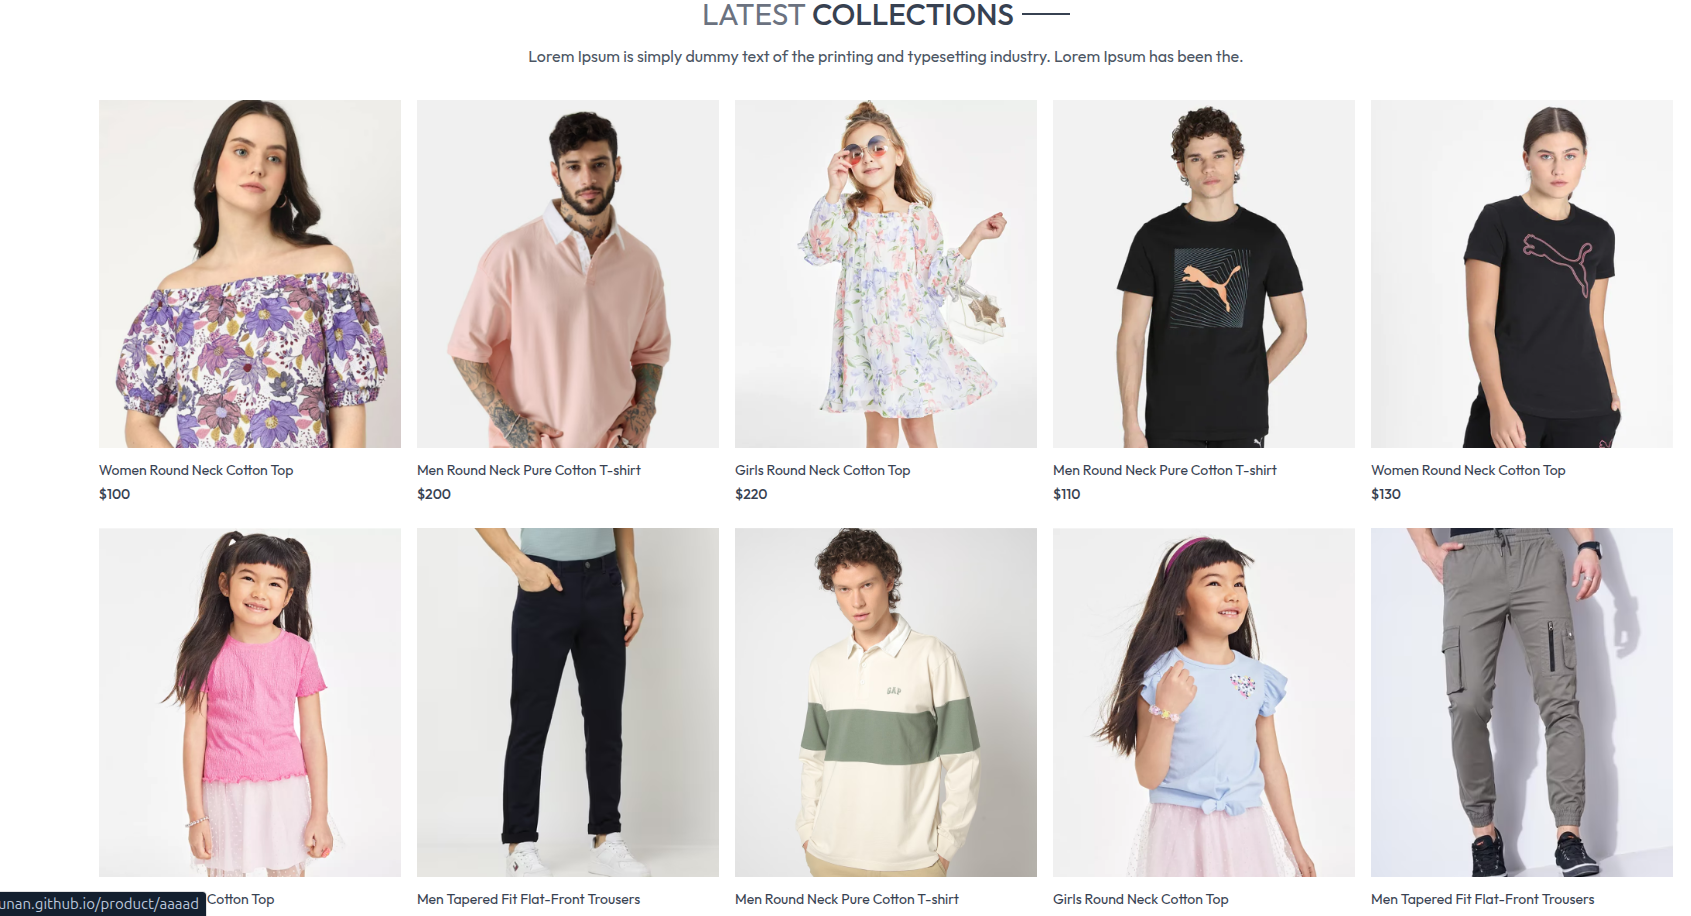 LATEST COLLECTIONS
Lorem Ipsum is simply dummy text of the printing and typesetting industry. Lorem Ipsum has been the.
Women Round Neck Cotton Top
$100
Men Round Neck Pure Cotton T-shirt
$200
Girls Round Neck Cotton Top
$220
Men Round Neck Pure Cotton T-shirt
$110
Women Round Neck Cotton Top
$130
GAP
Cotton Top
Men Tapered Fit Flat-Front Trousers
Men Round Neck Pure Cotton T-shirt
Girls Round Neck Cotton Top
Men Tapered Fit Flat-Front Trousers
unan.github.io/product/aaaad